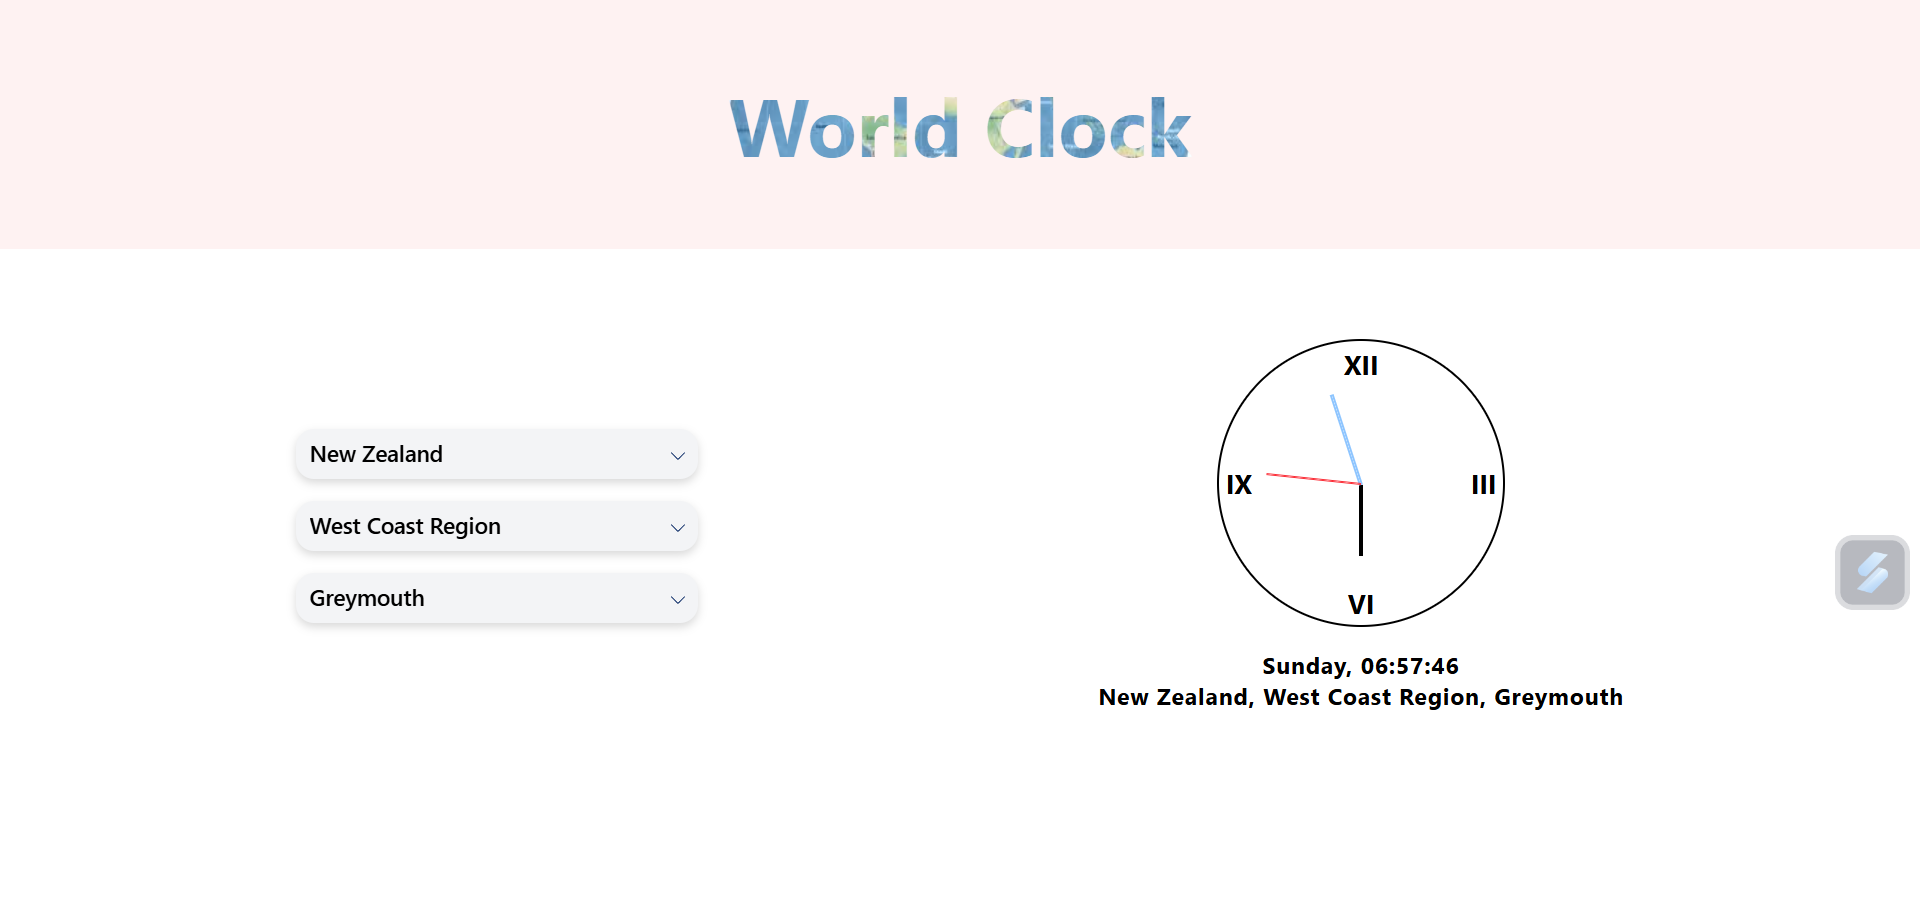 World Clock
New Zealand
West Coast Region
Greymouth
XII
IX
III
VI
Sunday, 06:57:46
New Zealand, West Coast Region, Greymouth